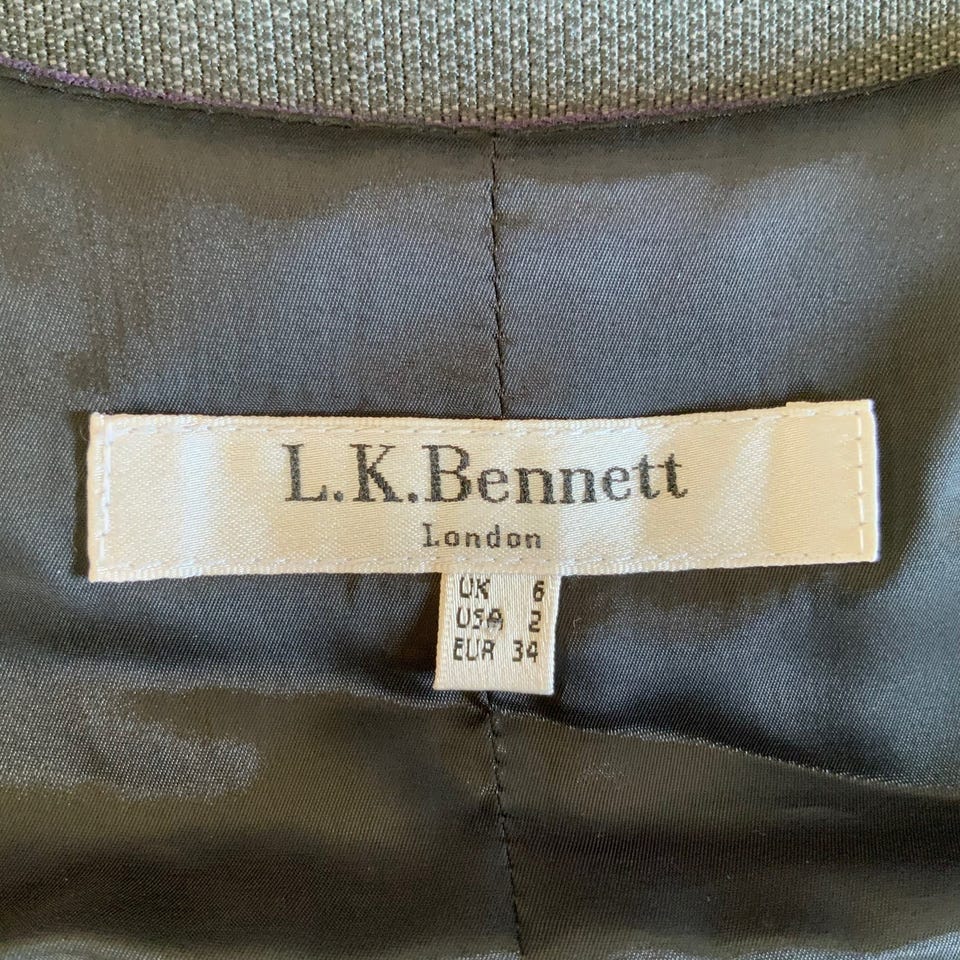 L.K.Bennett
London
UK 6
USA 2
EUR 34